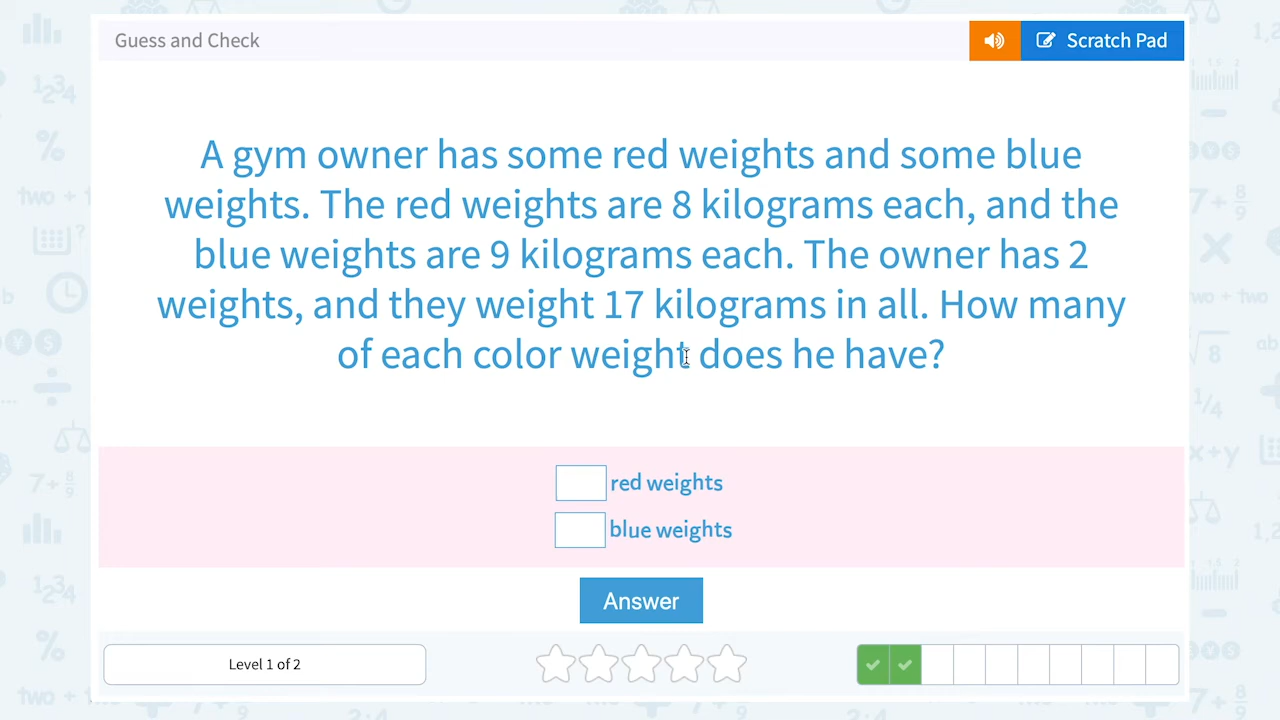 Guess and Check
Scratch Pad
A gym owner has some red weights and some blue
weights. The red weights are 8 kilograms each, and the
blue weights are 9 kilograms each. The owner has 2
weights, and they weight 17 kilograms in all. How many
of each color weight does he have?
red weights
blue weights
Answer
Level 1 of 2